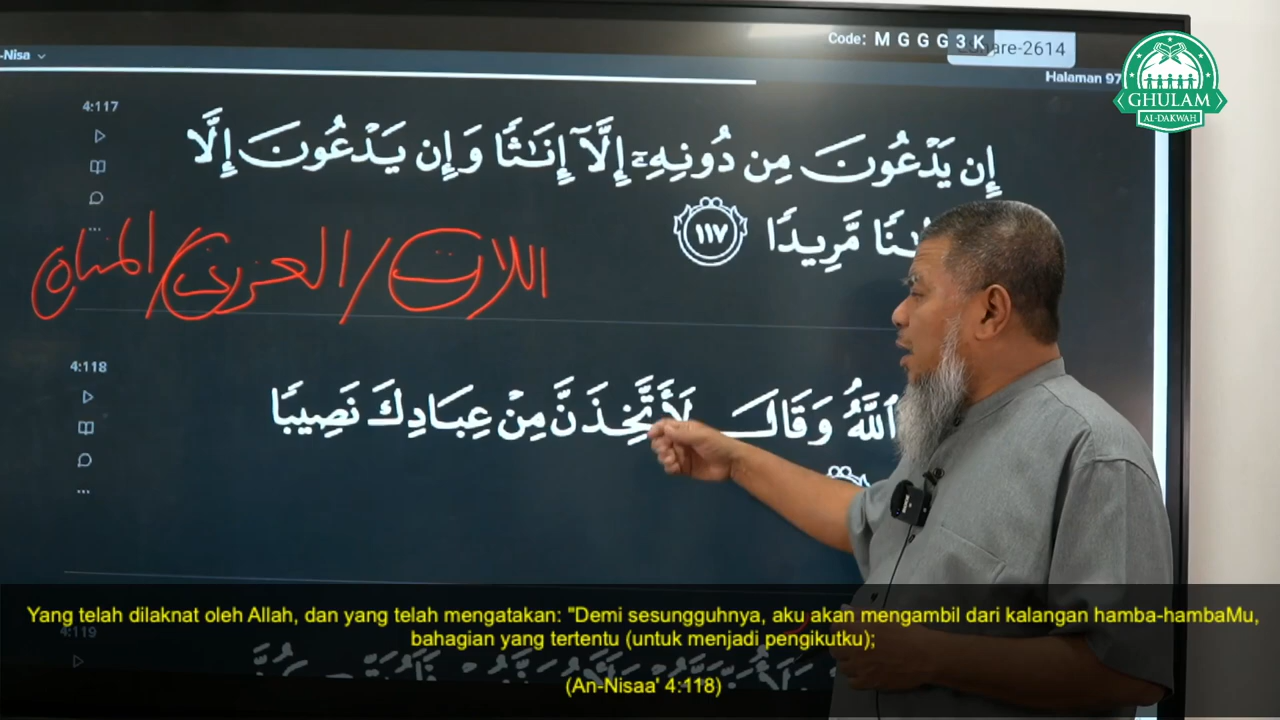 Code: MGGG3K
are-2614
-Nisa
Halaman 97
GHULAM
AL-DAKWAH
4:117
إِن يَدْعُونَ مِن دُونِهِۦٓ إِلَّآ إِنَـٰثًا وَإِن يَدْعُونَ إِلَّا
ـٰنًا مَّرِيدًا ١١٧
اللات/العزى/المناة
4:118
ٱللَّهُ وَقَالَ لَأَتَّخِذَنَّ مِنْ عِبَادِكَ نَصِيبًا
Yang telah dilaknat oleh Allah, dan yang telah mengatakan: "Demi sesungguhnya, aku akan mengambil dari kalangan hamba-hambaMu,
bahagian yang tertentu (untuk menjadi pengikutku);
4:119
(An-Nisaa' 4:118)